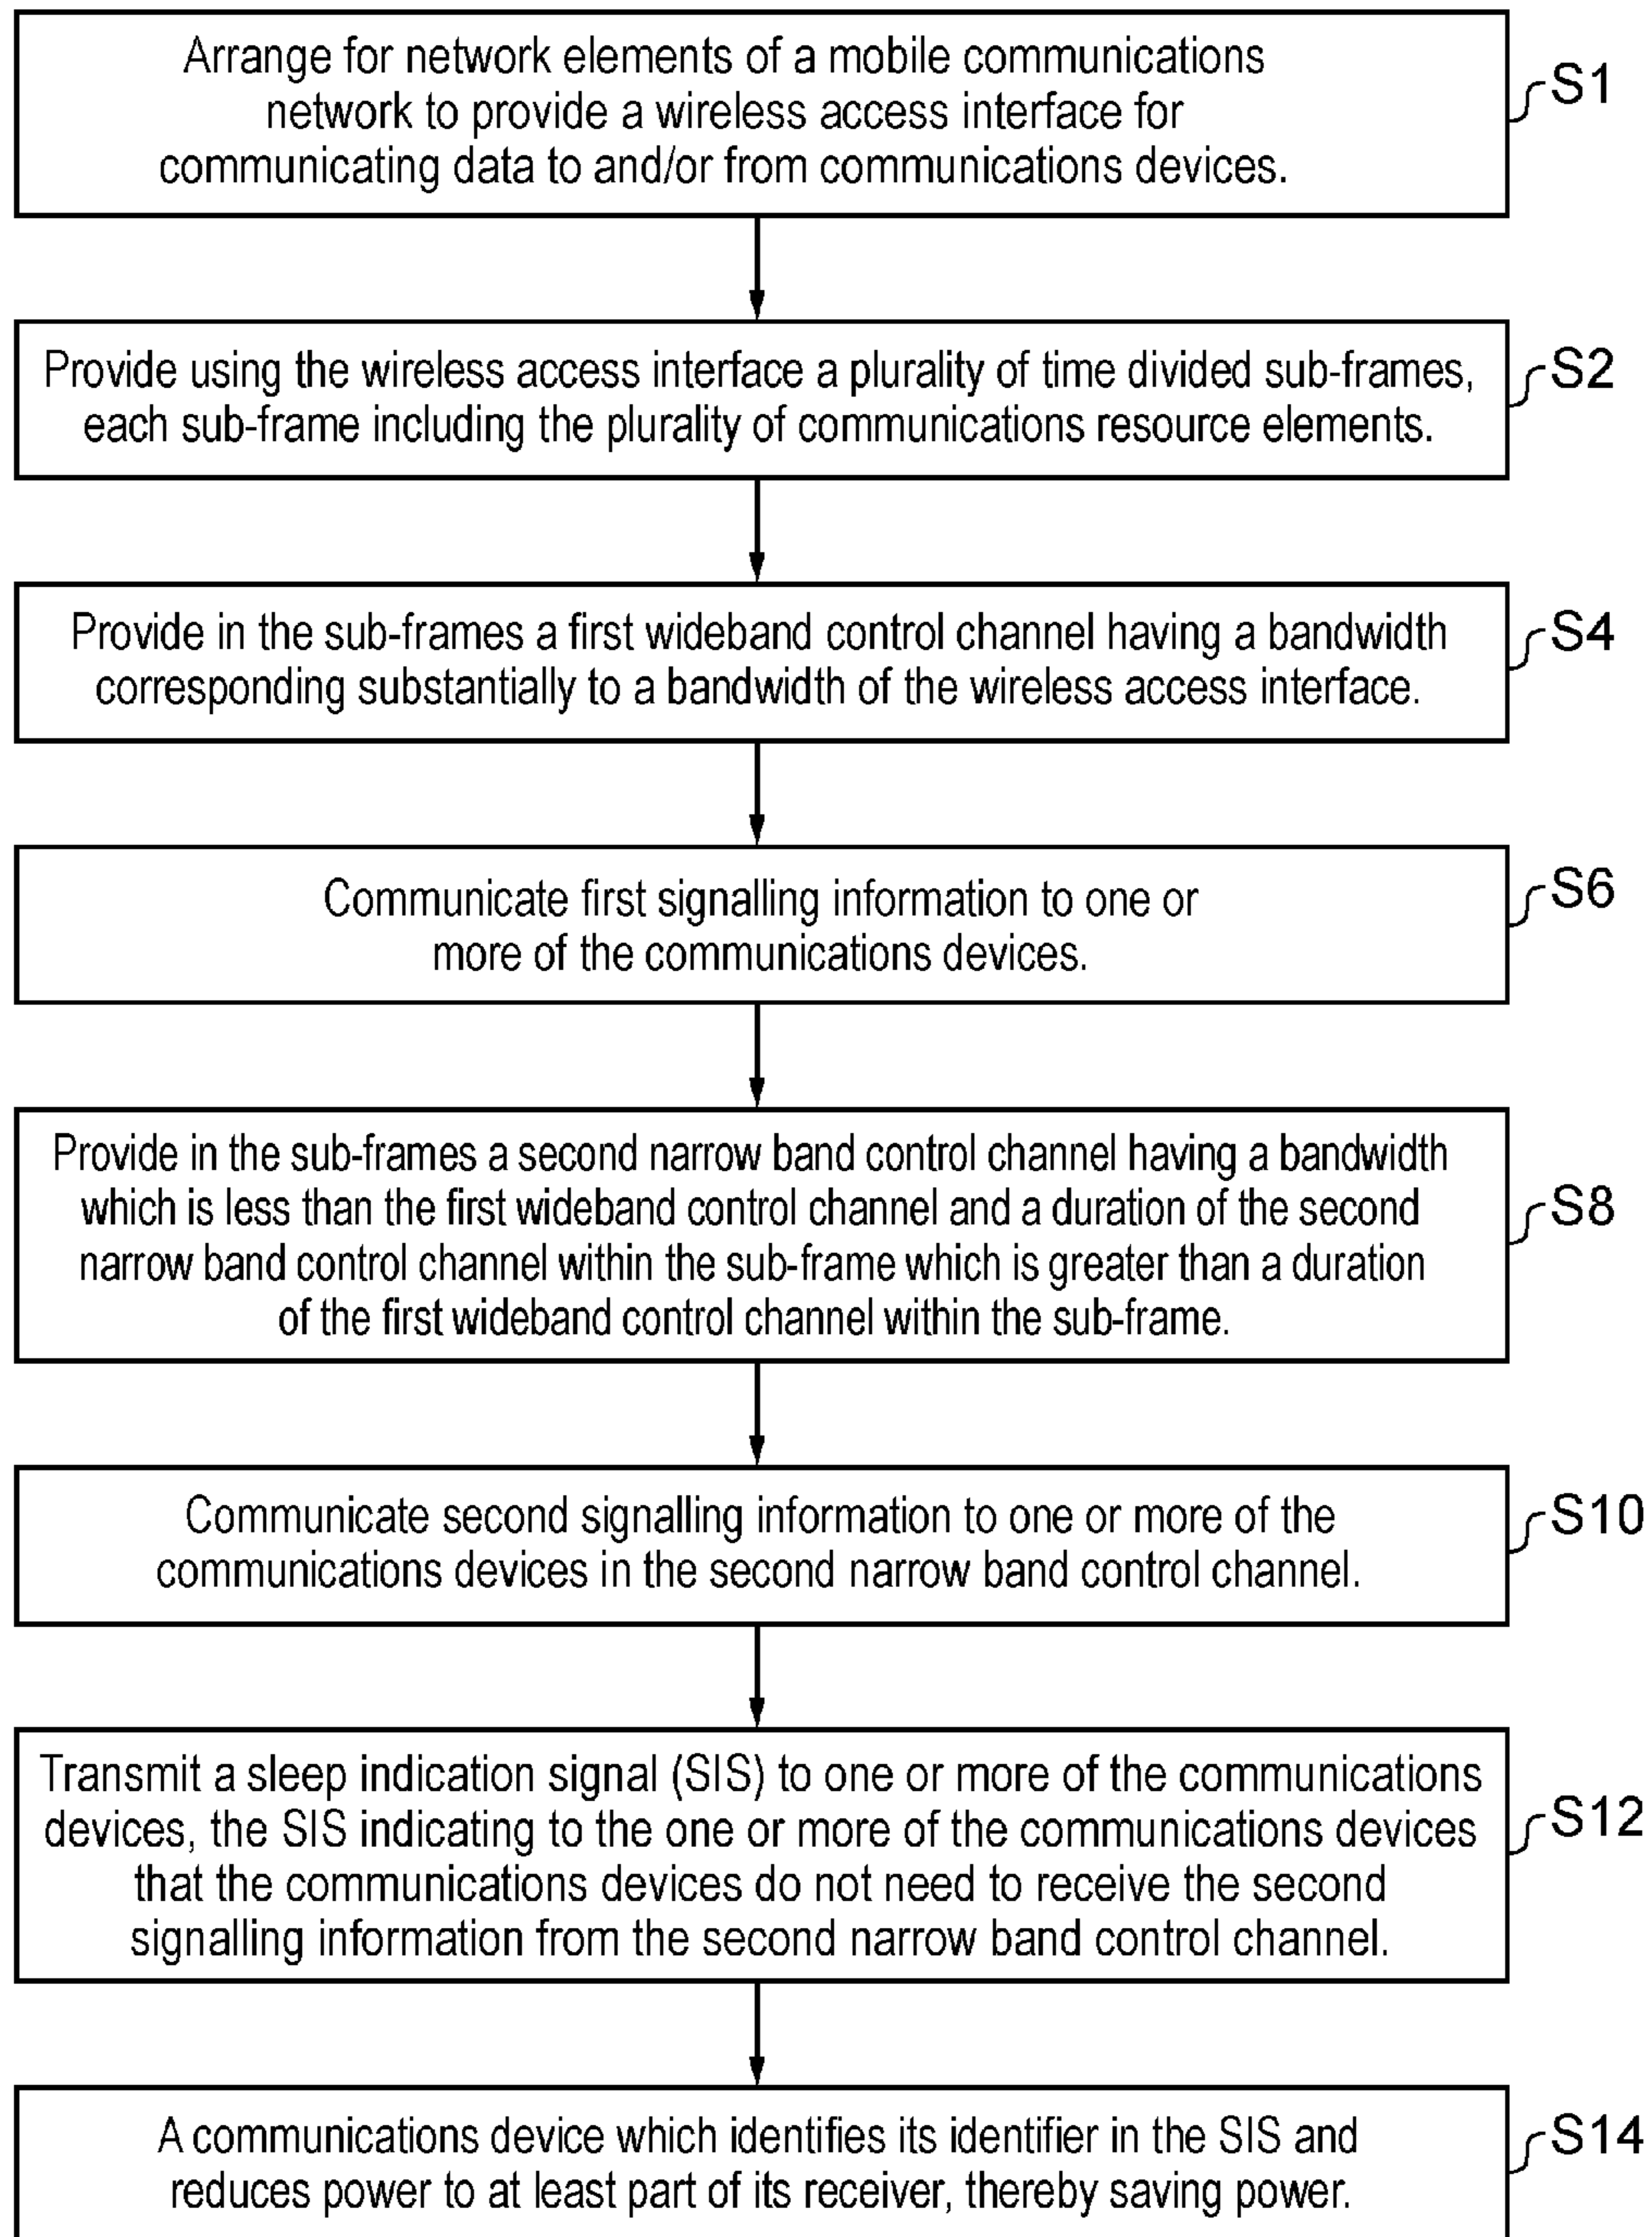 Arrange for network elements of a mobile communications
network to provide a wireless access interface for
communicating data to and/or from communications devices.
S1
Provide using the wireless access interface a plurality of time divided sub-frames,
each sub-frame including the plurality of communications resource elements.
S2
Provide in the sub-frames a first wideband control channel having a bandwidth
corresponding substantially to a bandwidth of the wireless access interface.
S4
Communicate first signalling information to one or
more of the communications devices.
S6
Provide in the sub-frames a second narrow band control channel having a bandwidth
which is less than the first wideband control channel and a duration of the second
narrow band control channel within the sub-frame which is greater than a duration
of the first wideband control channel within the sub-frame.
S8
Communicate second signalling information to one or more of the
communications devices in the second narrow band control channel.
S10
Transmit a sleep indication signal (SIS) to one or more of the communications
devices, the SIS indicating to the one or more of the communications devices
that the communications devices do not need to receive the second
signalling information from the second narrow band control channel.
S12
A communications device which identifies its identifier in the SIS and
reduces power to at least part of its receiver, thereby saving power.
S14